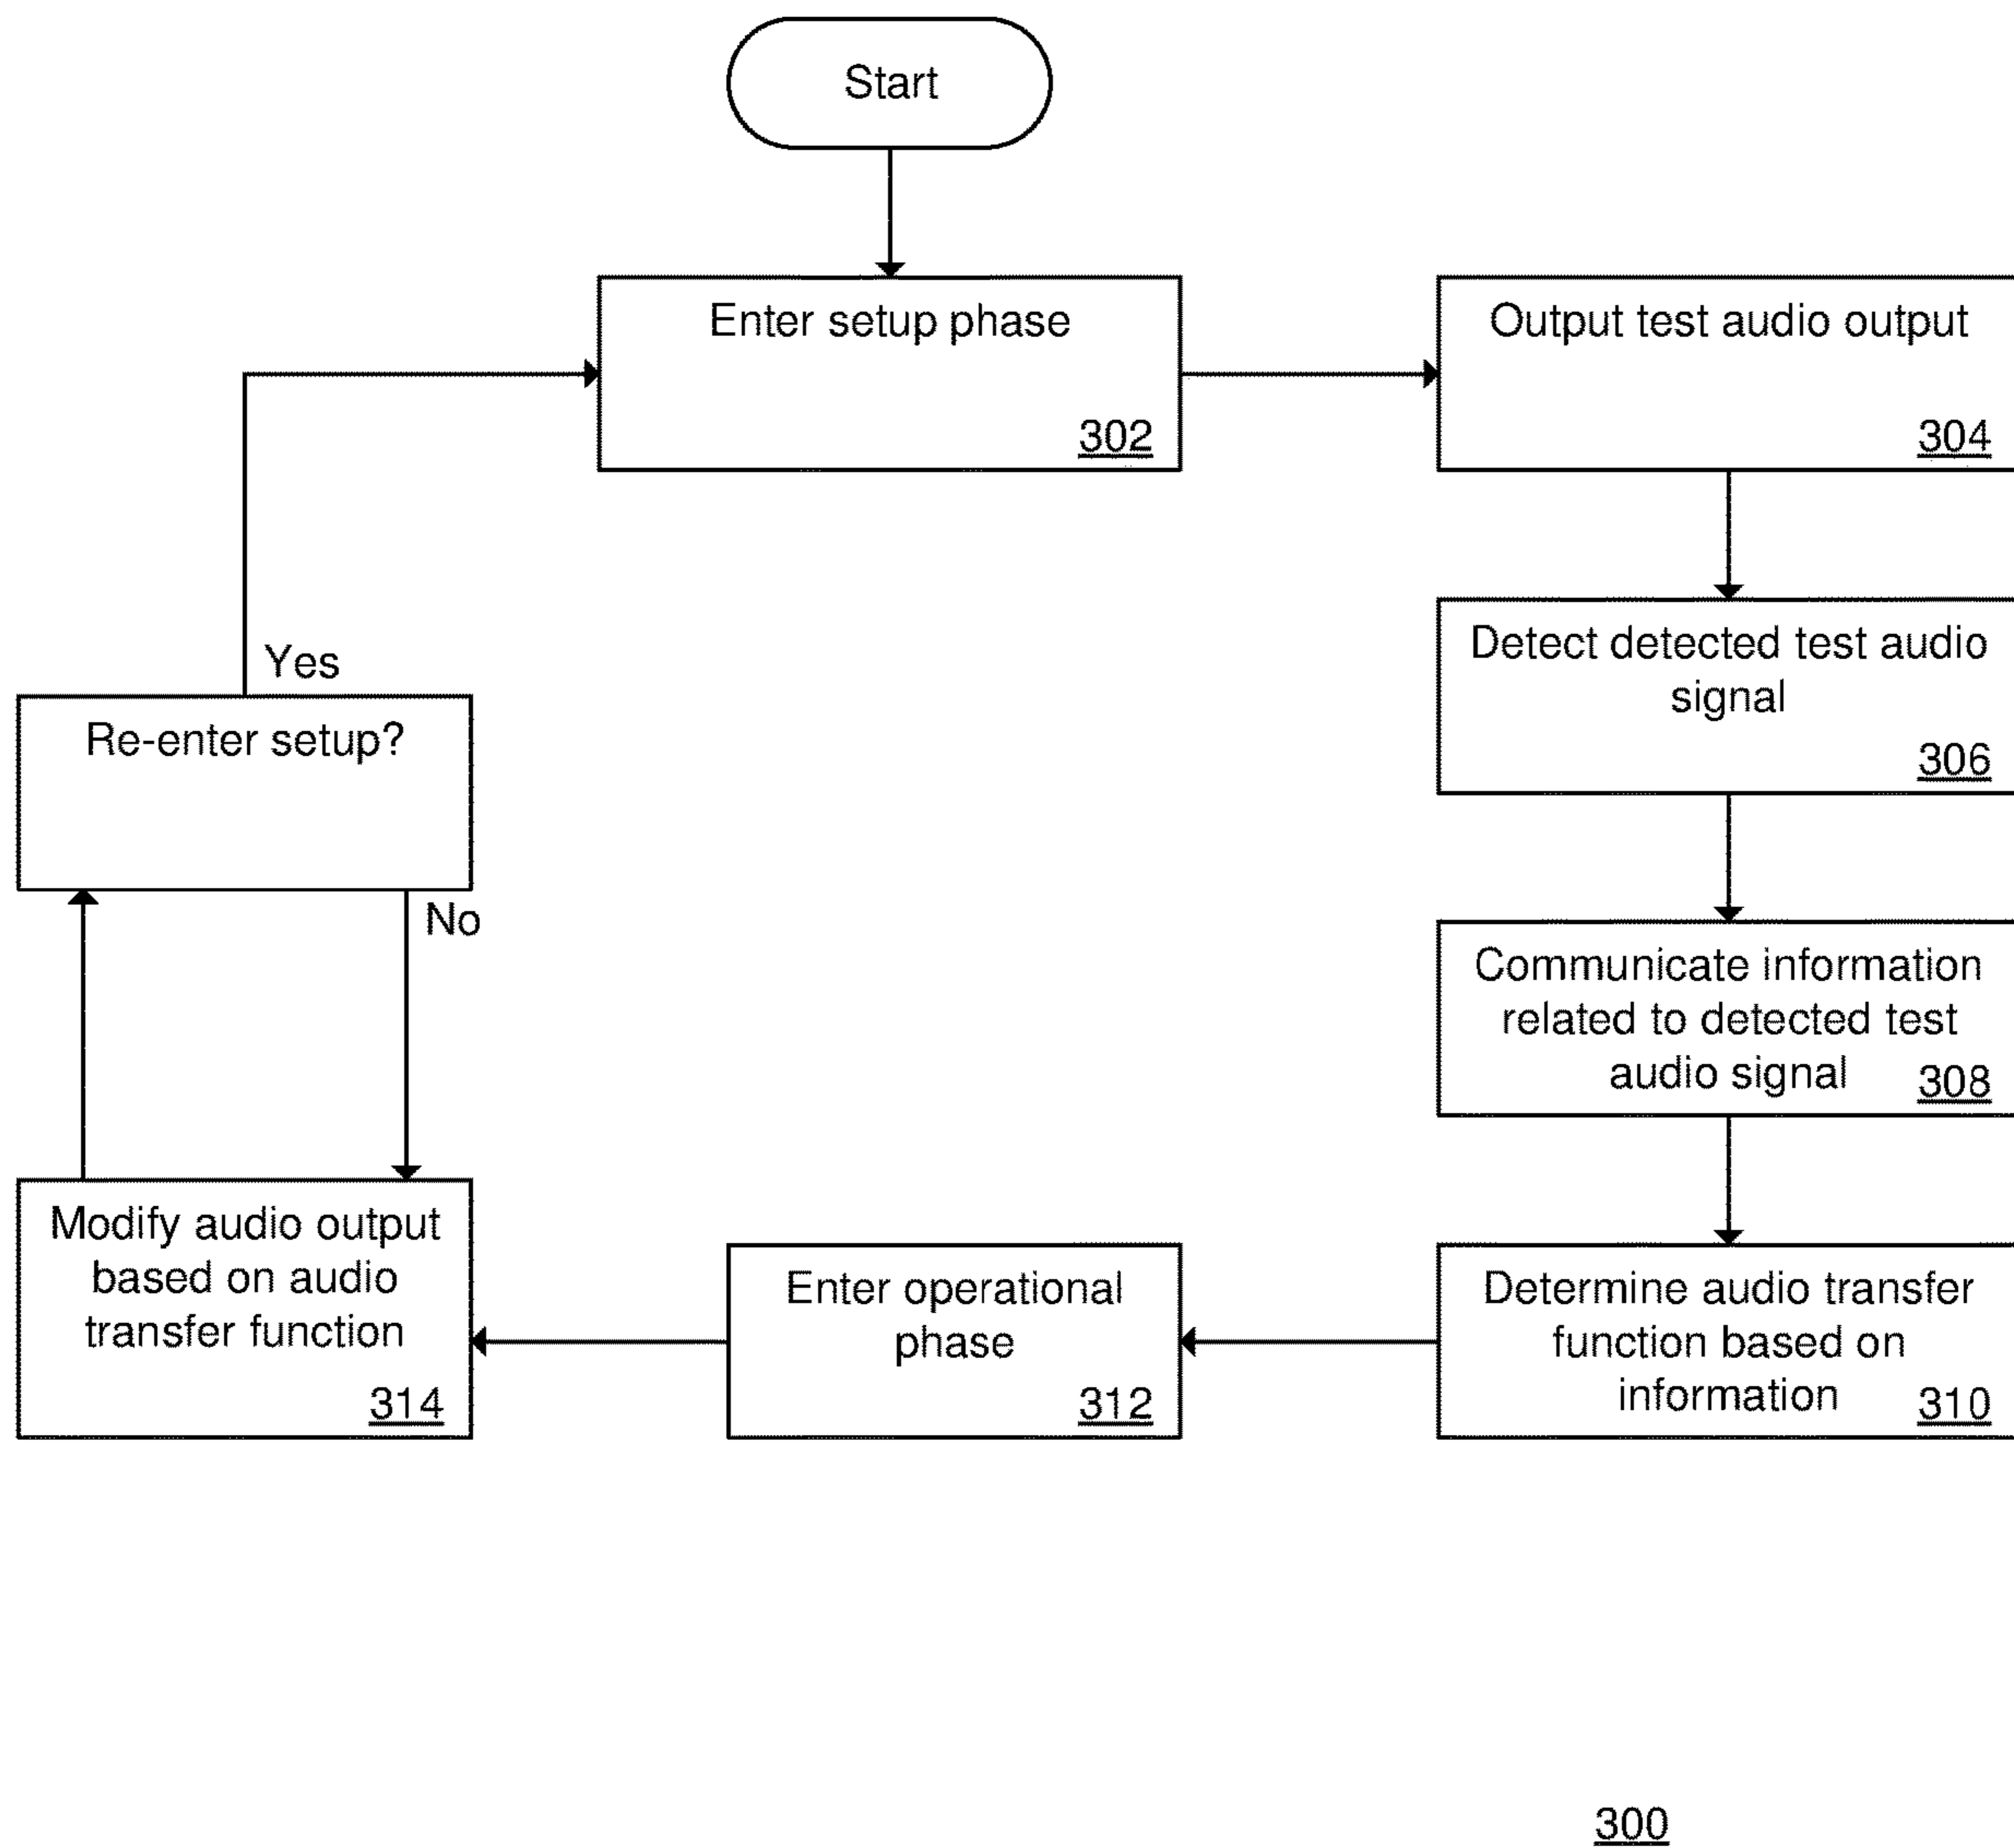 Start
Enter setup phase
302
Output test audio output
304
Detect detected test audio
signal
306
Communicate information
related to detected test
audio signal
308
Determine audio transfer
function based on
information
310
Enter operational
phase
312
Modify audio output
based on audio
transfer function
314
Re-enter setup?
Yes
No
300